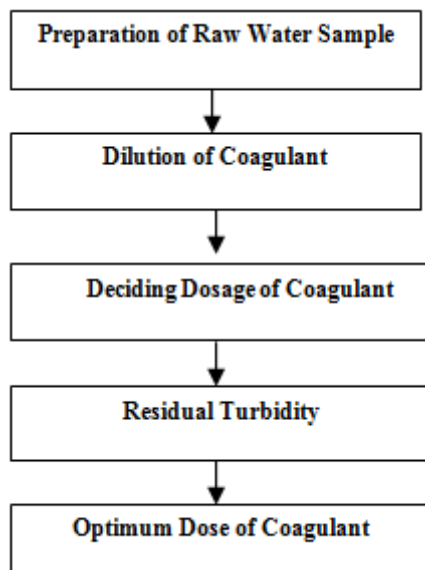 Preparation of Raw Water Sample
Dilution of Coagulant
Deciding Dosage of Coagulant
Residual Turbidity
Optimum Dose of Coagulant